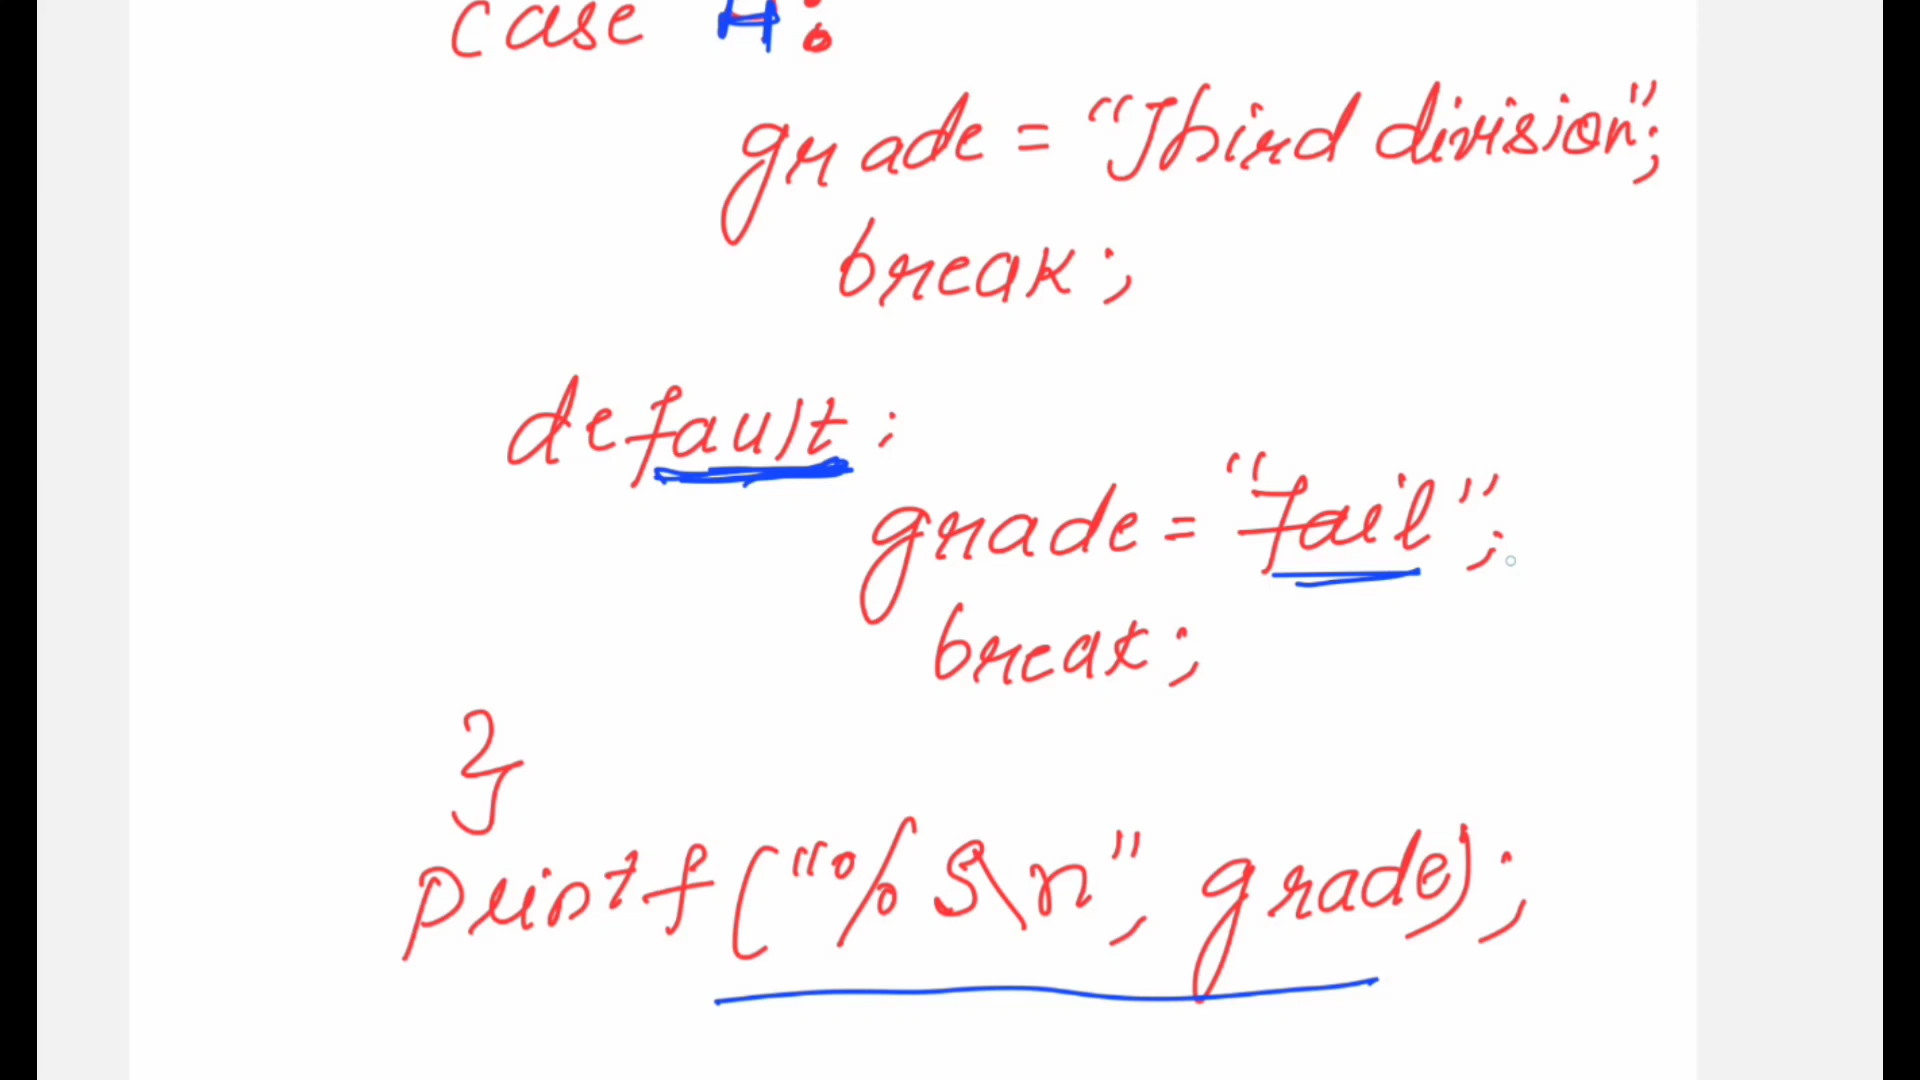 case 4:
grade = "Third division";
break;
default:
grade = "Fail";
break;
}
printf("%s\n", grade);